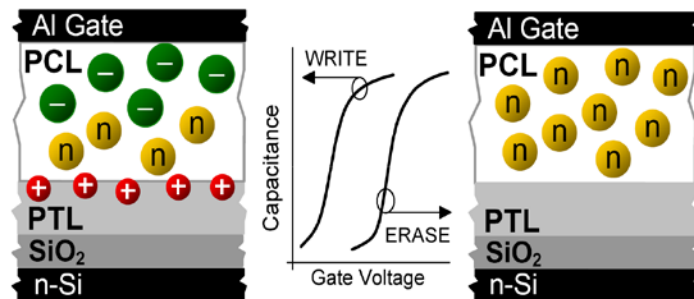 Al Gate
PCL
− − − − −
n n n
+ + + + +
PTL
SiO₂
n-Si
WRITE
ERASE
Capacitance
Gate Voltage
Al Gate
PCL
n n n n n n n n n
PTL
SiO₂
n-Si